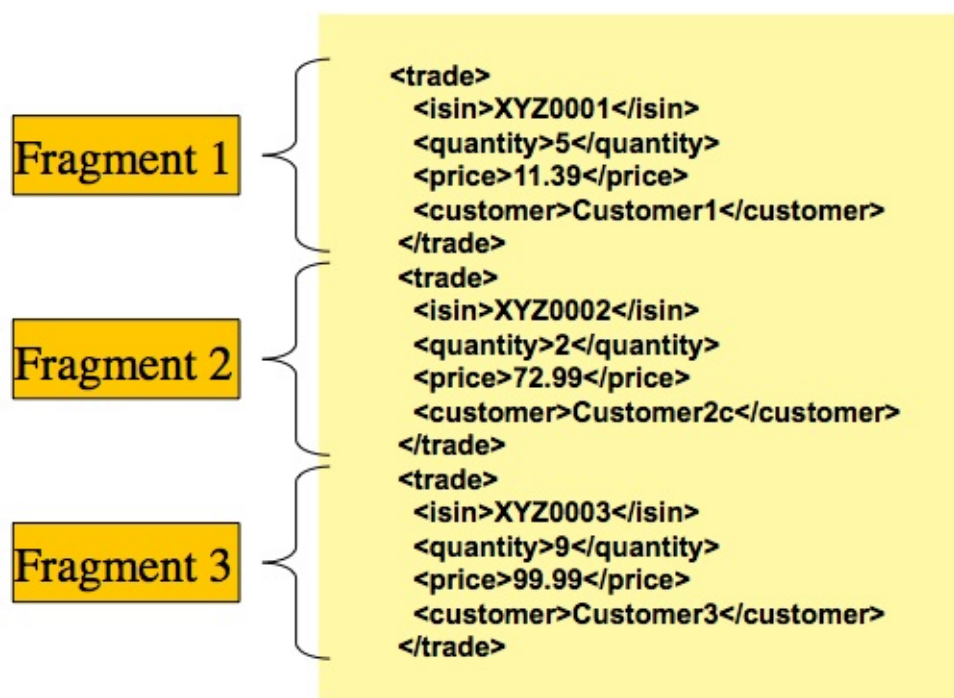 Fragment 1
<trade>
<isin>XYZ0001</isin>
<quantity>5</quantity>
<price>11.39</price>
<customer>Customer1</customer>
</trade>
Fragment 2
<trade>
<isin>XYZ0002</isin>
<quantity>2</quantity>
<price>72.99</price>
<customer>Customer2c</customer>
</trade>
Fragment 3
<trade>
<isin>XYZ0003</isin>
<quantity>9</quantity>
<price>99.99</price>
<customer>Customer3</customer>
</trade>